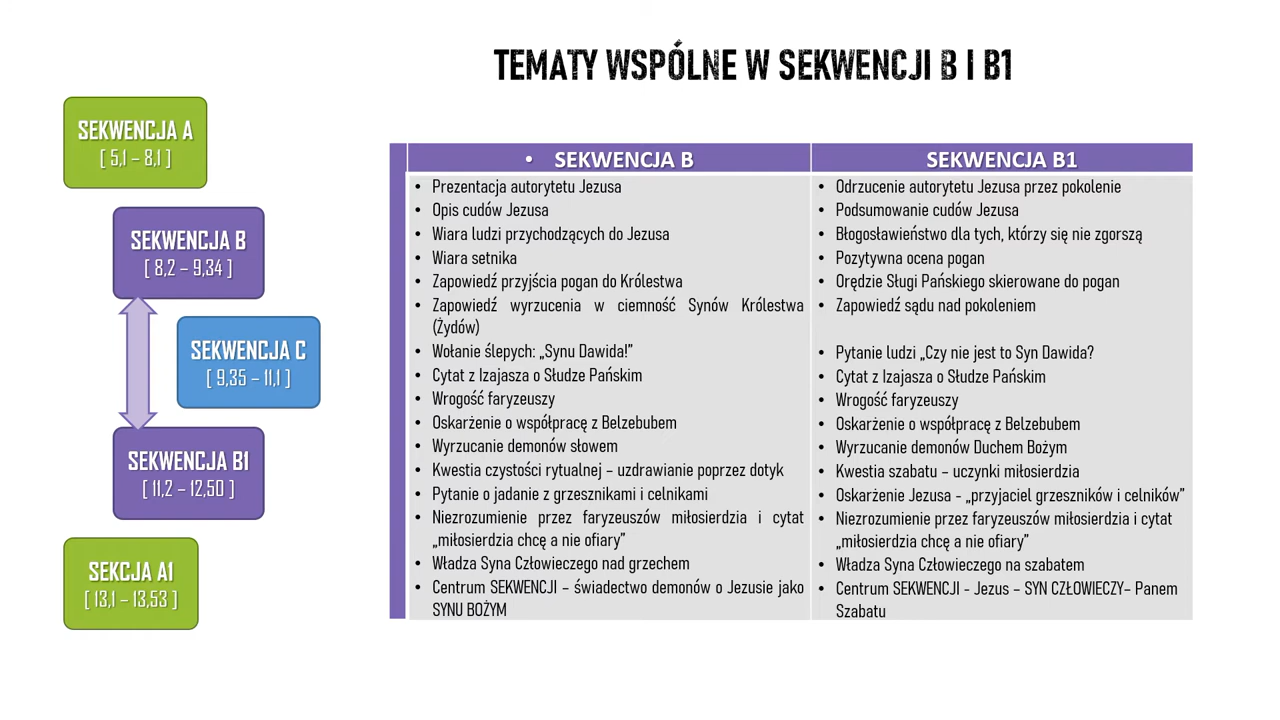 TEMATY WSPÓLNE W SEKWENCJI B I B1
SEKWENCJA A
[ 5,1 – 8,1 ]
SEKWENCJA B
[ 8,2 – 9,34 ]
SEKWENCJA C
[ 9,35 – 11,1 ]
SEKWENCJA B1
[ 11,2 – 12,50 ]
SEKCJA A1
[ 13,1 – 13,53 ]
• SEKWENCJA B
• Prezentacja autorytetu Jezusa
• Opis cudów Jezusa
• Wiara ludzi przychodzących do Jezusa
• Wiara setnika
• Zapowiedź przyjścia pogan do Królestwa
• Zapowiedź wyrzucenia w ciemność Synów Królestwa
(Żydów)
• Wołanie ślepych: „Synu Dawida!”
• Cytat z Izajasza o Słudze Pańskim
• Wrogość faryzeuszy
• Oskarżenie o współpracę z Belzebubem
• Wyrzucanie demonów słowem
• Kwestia czystości rytualnej – uzdrawianie poprzez dotyk
• Pytanie o jadanie z grzesznikami i celnikami
• Niezrozumienie przez faryzeuszów miłosierdzia i cytat
„miłosierdzia chcę a nie ofiary”
• Władza Syna Człowieczego nad grzechem
• Centrum SEKWENCJI – świadectwo demonów o Jezusie jako
SYNU BOŻYM
SEKWENCJA B1
• Odrzucenie autorytetu Jezusa przez pokolenie
• Podsumowanie cudów Jezusa
• Błogosławieństwo dla tych, którzy się nie zgorszą
• Pozytywna ocena pogan
• Orędzie Sługi Pańskiego skierowane do pogan
• Zapowiedź sądu nad pokoleniem
• Pytanie ludzi „Czy nie jest to Syn Dawida?
• Cytat z Izajasza o Słudze Pańskim
• Wrogość faryzeuszy
• Oskarżenie o współpracę z Belzebubem
• Wyrzucanie demonów Duchem Bożym
• Kwestia szabatu – uczynki miłosierdzia
• Oskarżenie Jezusa - „przyjaciel grzeszników i celników”
• Niezrozumienie przez faryzeuszów miłosierdzia i cytat
„miłosierdzia chcę a nie ofiary”
• Władza Syna Człowieczego na szabatem
• Centrum SEKWENCJI - Jezus – SYN CZŁOWIECZY– Panem
Szabatu